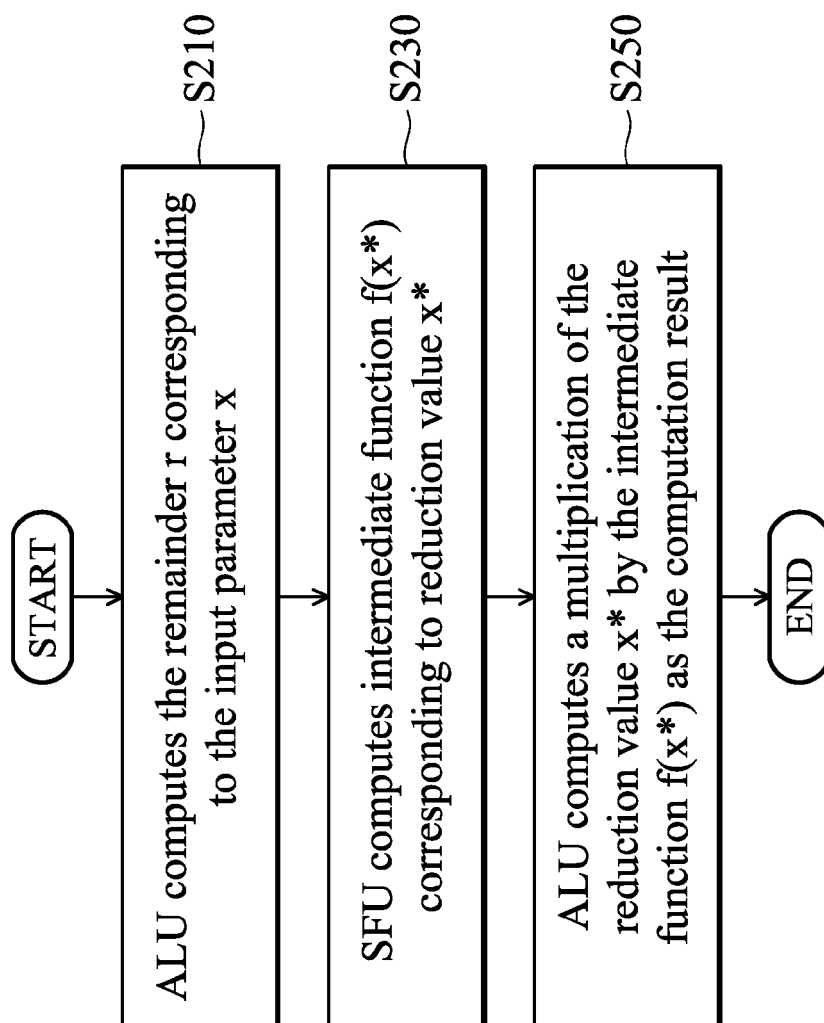 START
ALU computes the remainder r corresponding
to the input parameter x
S210
SFU computes intermediate function f(x*)
corresponding to reduction value x*
S230
ALU computes a multiplication of the
reduction value x* by the intermediate
function f(x*) as the computation result
S250
END